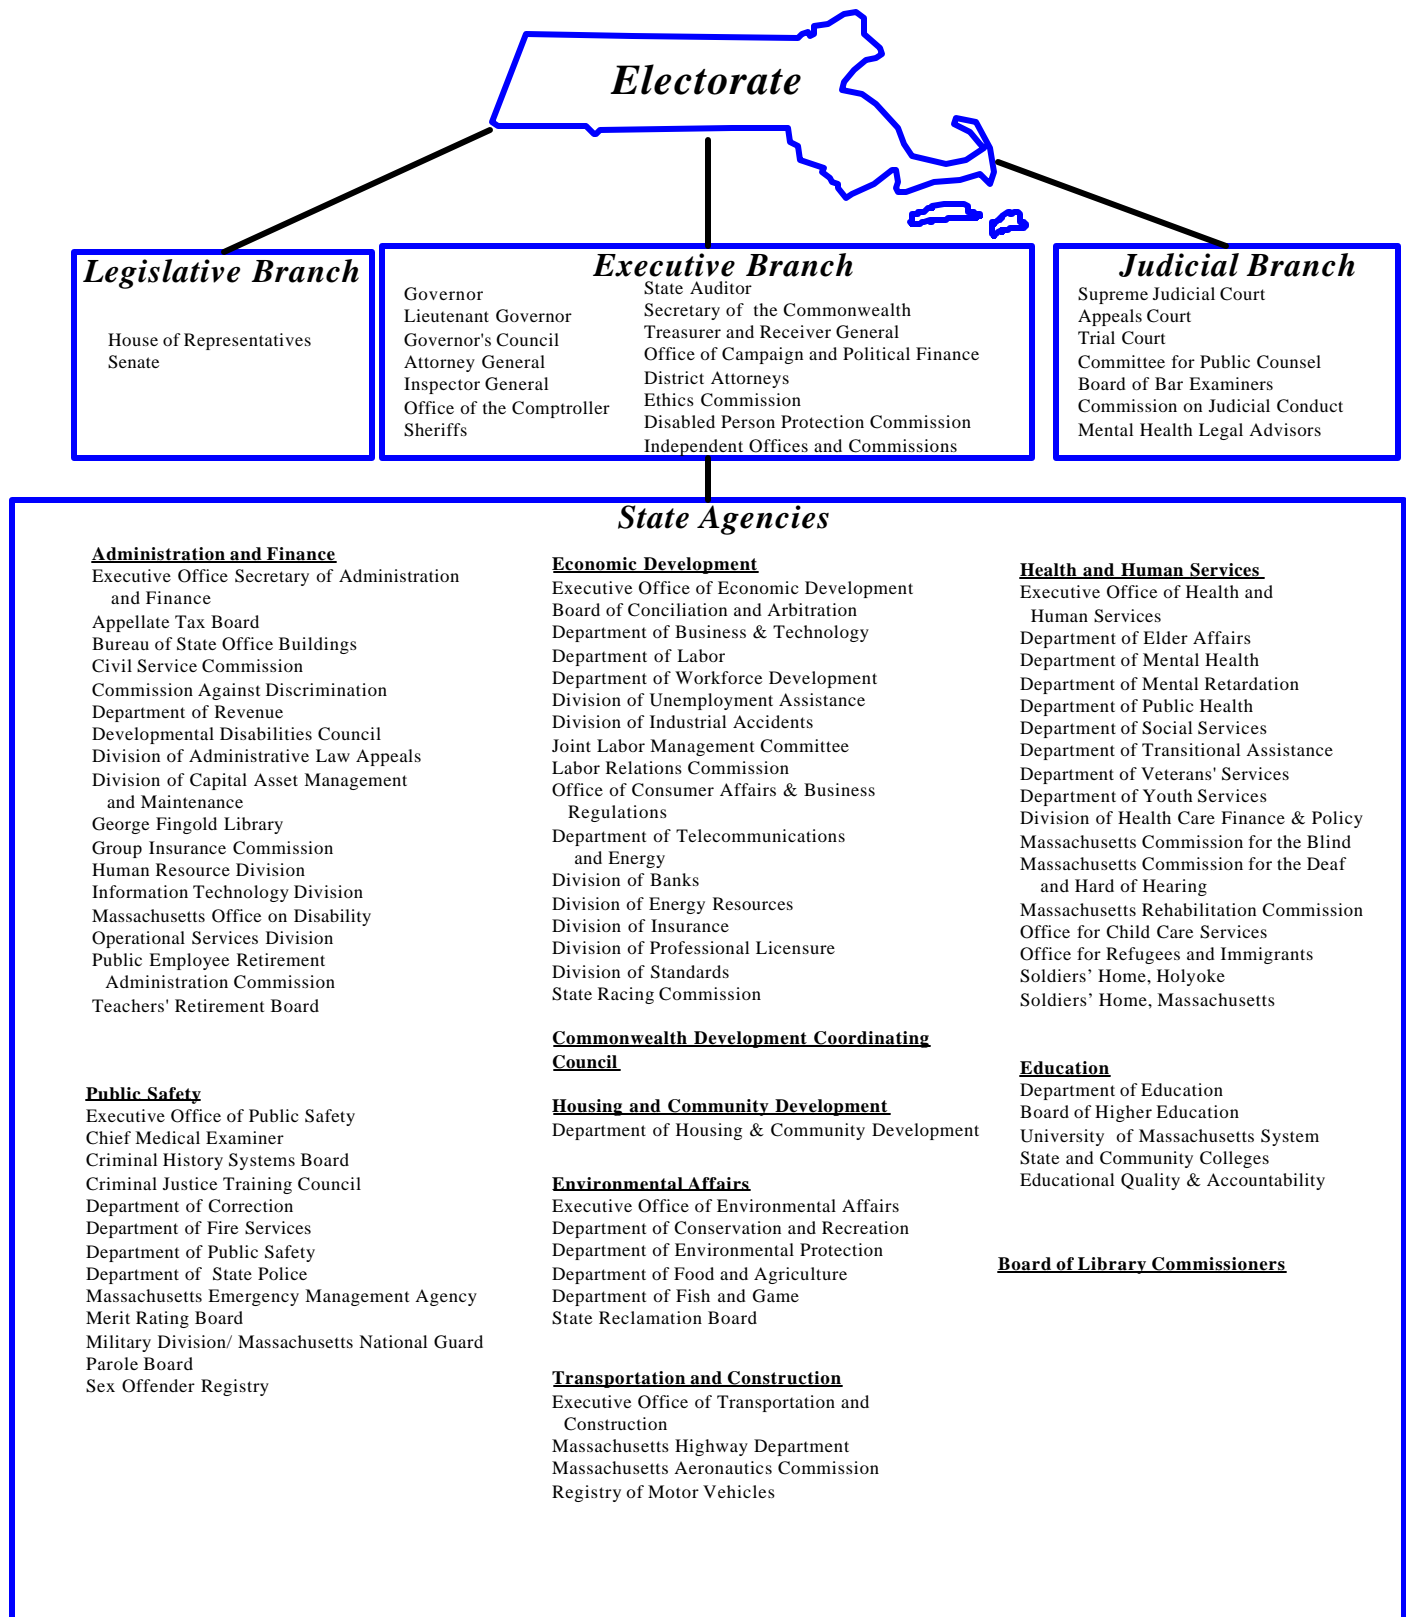 Electorate
Legislative Branch
House of Representatives
Senate
Executive Branch
Governor
Lieutenant Governor
Governor's Council
Attorney General
Inspector General
Office of the Comptroller
Sheriffs
State Auditor
Secretary of the Commonwealth
Treasurer and Receiver General
Office of Campaign and Political Finance
District Attorneys
Ethics Commission
Disabled Person Protection Commission
Independent Offices and Commissions
Judicial Branch
Supreme Judicial Court
Appeals Court
Trial Court
Committee for Public Counsel
Board of Bar Examiners
Commission on Judicial Conduct
Mental Health Legal Advisors
State Agencies
Administration and Finance
Executive Office Secretary of Administration
and Finance
Appellate Tax Board
Bureau of State Office Buildings
Civil Service Commission
Commission Against Discrimination
Department of Revenue
Developmental Disabilities Council
Division of Administrative Law Appeals
Division of Capital Asset Management
and Maintenance
George Fingold Library
Group Insurance Commission
Human Resource Division
Information Technology Division
Massachusetts Office on Disability
Operational Services Division
Public Employee Retirement
Administration Commission
Teachers' Retirement Board
Public Safety
Executive Office of Public Safety
Chief Medical Examiner
Criminal History Systems Board
Criminal Justice Training Council
Department of Correction
Department of Fire Services
Department of Public Safety
Department of State Police
Massachusetts Emergency Management Agency
Merit Rating Board
Military Division/ Massachusetts National Guard
Parole Board
Sex Offender Registry
Economic Development
Executive Office of Economic Development
Board of Conciliation and Arbitration
Department of Business & Technology
Department of Labor
Department of Workforce Development
Division of Unemployment Assistance
Division of Industrial Accidents
Joint Labor Management Committee
Labor Relations Commission
Office of Consumer Affairs & Business
Regulations
Department of Telecommunications
and Energy
Division of Banks
Division of Energy Resources
Division of Insurance
Division of Professional Licensure
Division of Standards
State Racing Commission
Commonwealth Development Coordinating
Council
Housing and Community Development
Department of Housing & Community Development
Environmental Affairs
Executive Office of Environmental Affairs
Department of Conservation and Recreation
Department of Environmental Protection
Department of Food and Agriculture
Department of Fish and Game
State Reclamation Board
Transportation and Construction
Executive Office of Transportation and
Construction
Massachusetts Highway Department
Massachusetts Aeronautics Commission
Registry of Motor Vehicles
Health and Human Services
Executive Office of Health and
Human Services
Department of Elder Affairs
Department of Mental Health
Department of Mental Retardation
Department of Public Health
Department of Social Services
Department of Transitional Assistance
Department of Veterans' Services
Department of Youth Services
Division of Health Care Finance & Policy
Massachusetts Commission for the Blind
Massachusetts Commission for the Deaf
and Hard of Hearing
Massachusetts Rehabilitation Commission
Office for Child Care Services
Office for Refugees and Immigrants
Soldiers’ Home, Holyoke
Soldiers’ Home, Massachusetts
Education
Department of Education
Board of Higher Education
University of Massachusetts System
State and Community Colleges
Educational Quality & Accountability
Board of Library Commissioners